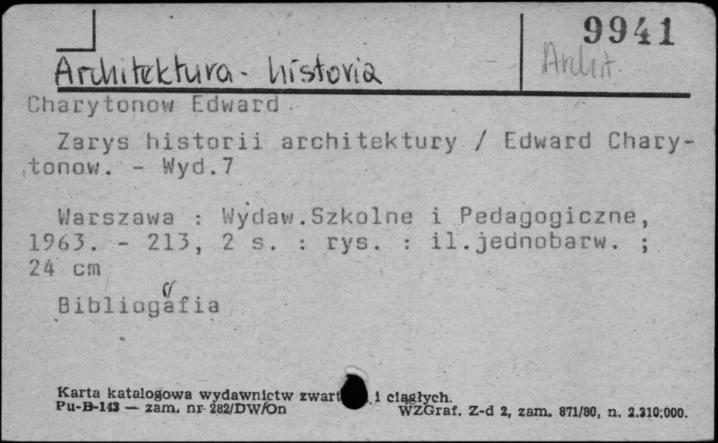 9941
Architektura - historia
Archit.
Charytonow Edward
Zarys historii architektury / Edward Chary-
tonow. - Wyd.7
Warszawa : Wydaw.Szkolne i Pedagogiczne,
1963. - 213, 2 s. : rys. : il.jednobarw. ;
24 cm
Bibliogafia
Karta katalogowa wydawnictw zwart i ciągłych.
Pu-B-143 — zam. nr 282/DW/On WZGraf. Z-d 2, zam. 871/80, n. 2.310.000.